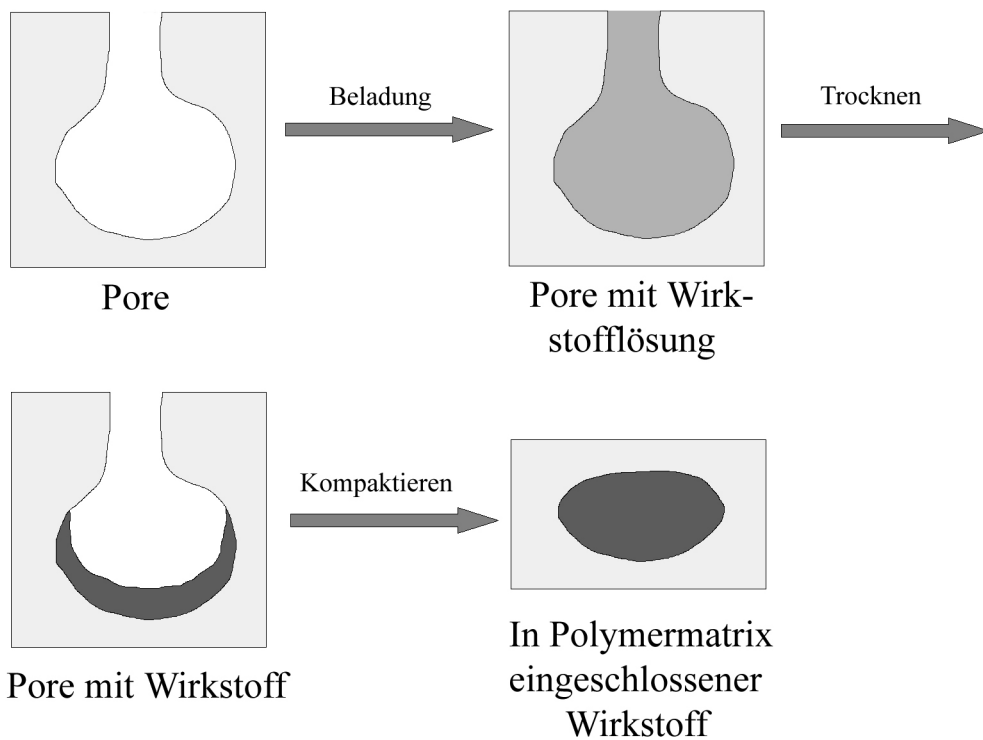 Beladung
Trocknen
Pore
Pore mit Wirk-
stofflösung
Kompaktieren
Pore mit Wirkstoff
In Polymermatrix
eingeschlossener
Wirkstoff